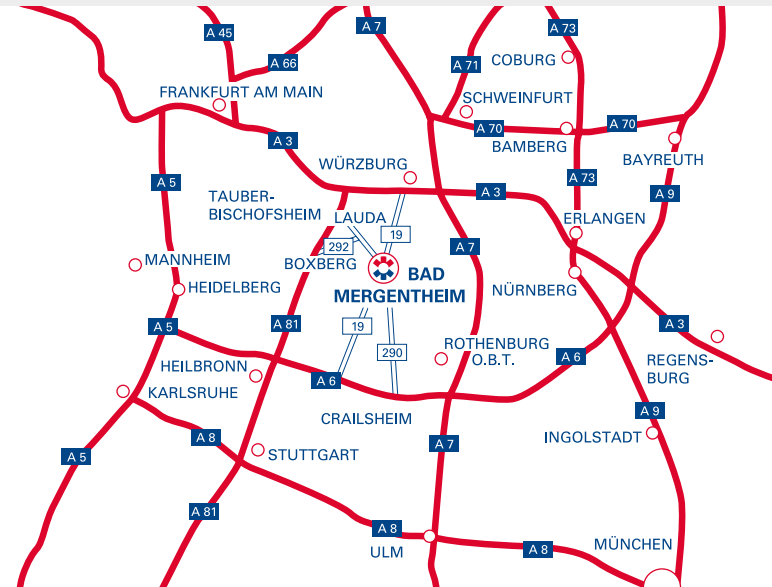 A 45
A 7
A 73
A 66
A 71
COBURG
FRANKFURT AM MAIN
SCHWEINFURT
A 70
A 70
A 3
BAMBERG
BAYREUTH
WÜRZBURG
A 5
A 73
A 3
A 9
TAUBER-
BISCHOFSHEIM
LAUDA
ERLANGEN
19
292
A 7
MANNHEIM
BOXBERG
BAD
MERGENTHEIM
HEIDELBERG
NÜRNBERG
A 5
A 81
19
A 3
290
ROTHENBURG
O.B.T.
A 6
HEILBRONN
REGENS-
BURG
A 6
KARLSRUHE
CRAILSHEIM
A 9
A 8
A 7
INGOLSTADT
A 5
STUTTGART
A 81
A 8
A 8
ULM
MÜNCHEN